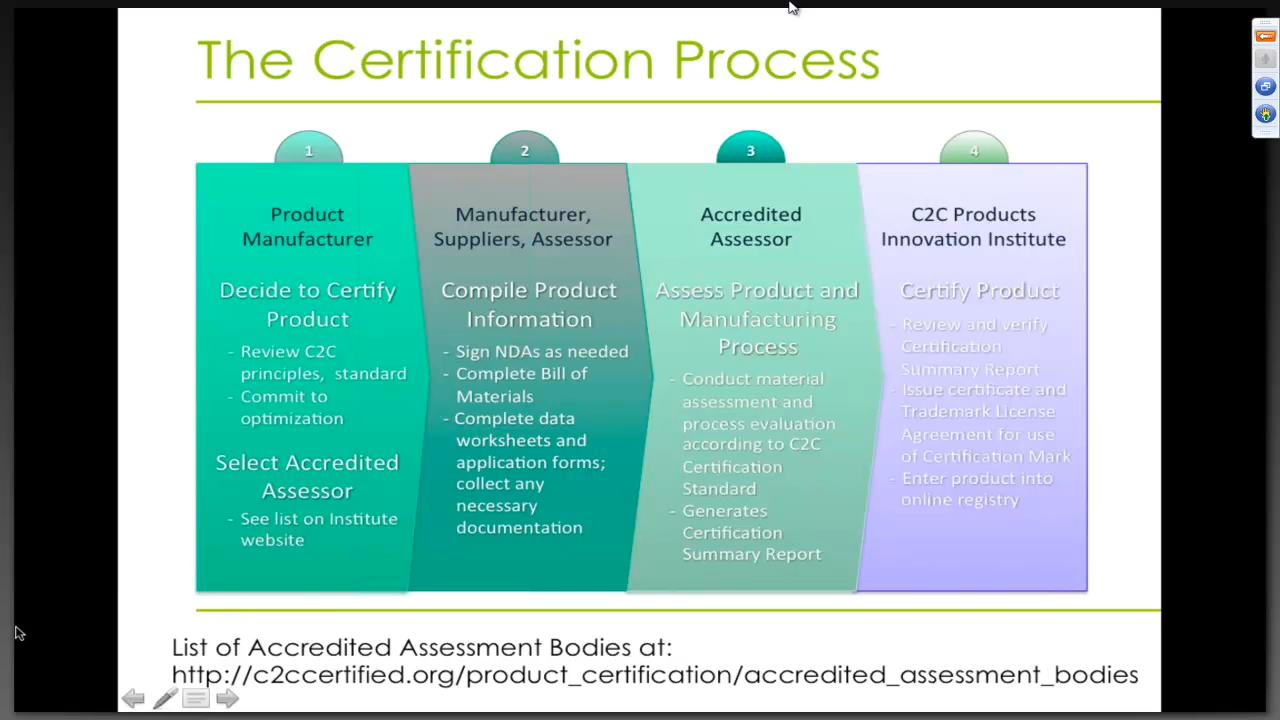 The Certification Process
1
Product
Manufacturer
Decide to Certify
Product
- Review C2C
principles, standard
- Commit to
optimization
Select Accredited
Assessor
- See list on Institute
website
2
Manufacturer,
Suppliers, Assessor
Compile Product
Information
- Sign NDAs as needed
- Complete Bill of
Materials
- Complete data
worksheets and
application forms;
collect any
necessary
documentation
3
Accredited
Assessor
Assess Product and
Manufacturing
Process
- Conduct material
assessment and
process evaluation
according to C2C
Certification
Standard
- Generates
Certification
Summary Report
4
C2C Products
Innovation Institute
Certify Product
- Review and verify
Certification
Summary Report
- Issue certificate and
Trademark License
Agreement for use
of Certification Mark
- Enter product into
online registry
List of Accredited Assessment Bodies at:
http://c2ccertified.org/product_certification/accredited_assessment_bodies